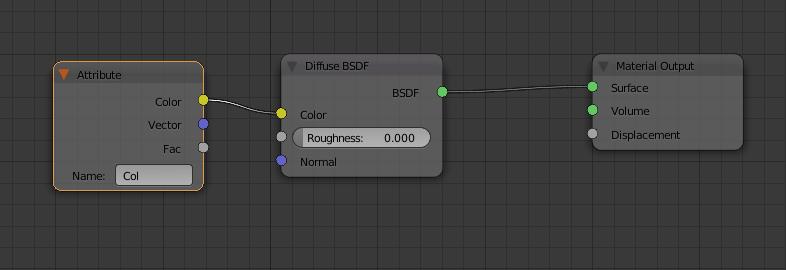 Attribute
Color
Vector
Fac
Name: Col
Diffuse BSDF
BSDF
Color
Roughness: 0.000
Normal
Material Output
Surface
Volume
Displacement